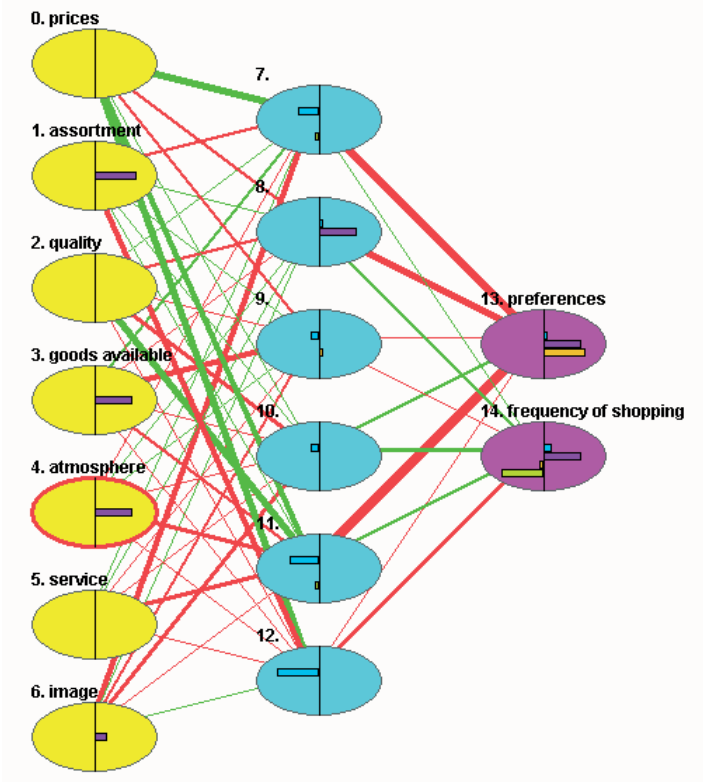 0. prices
1. assortment
2. quality
3. goods available
4. atmosphere
5. service
6. image
7.
8.
9.
10.
11.
12.
13. preferences
14. frequency of shopping